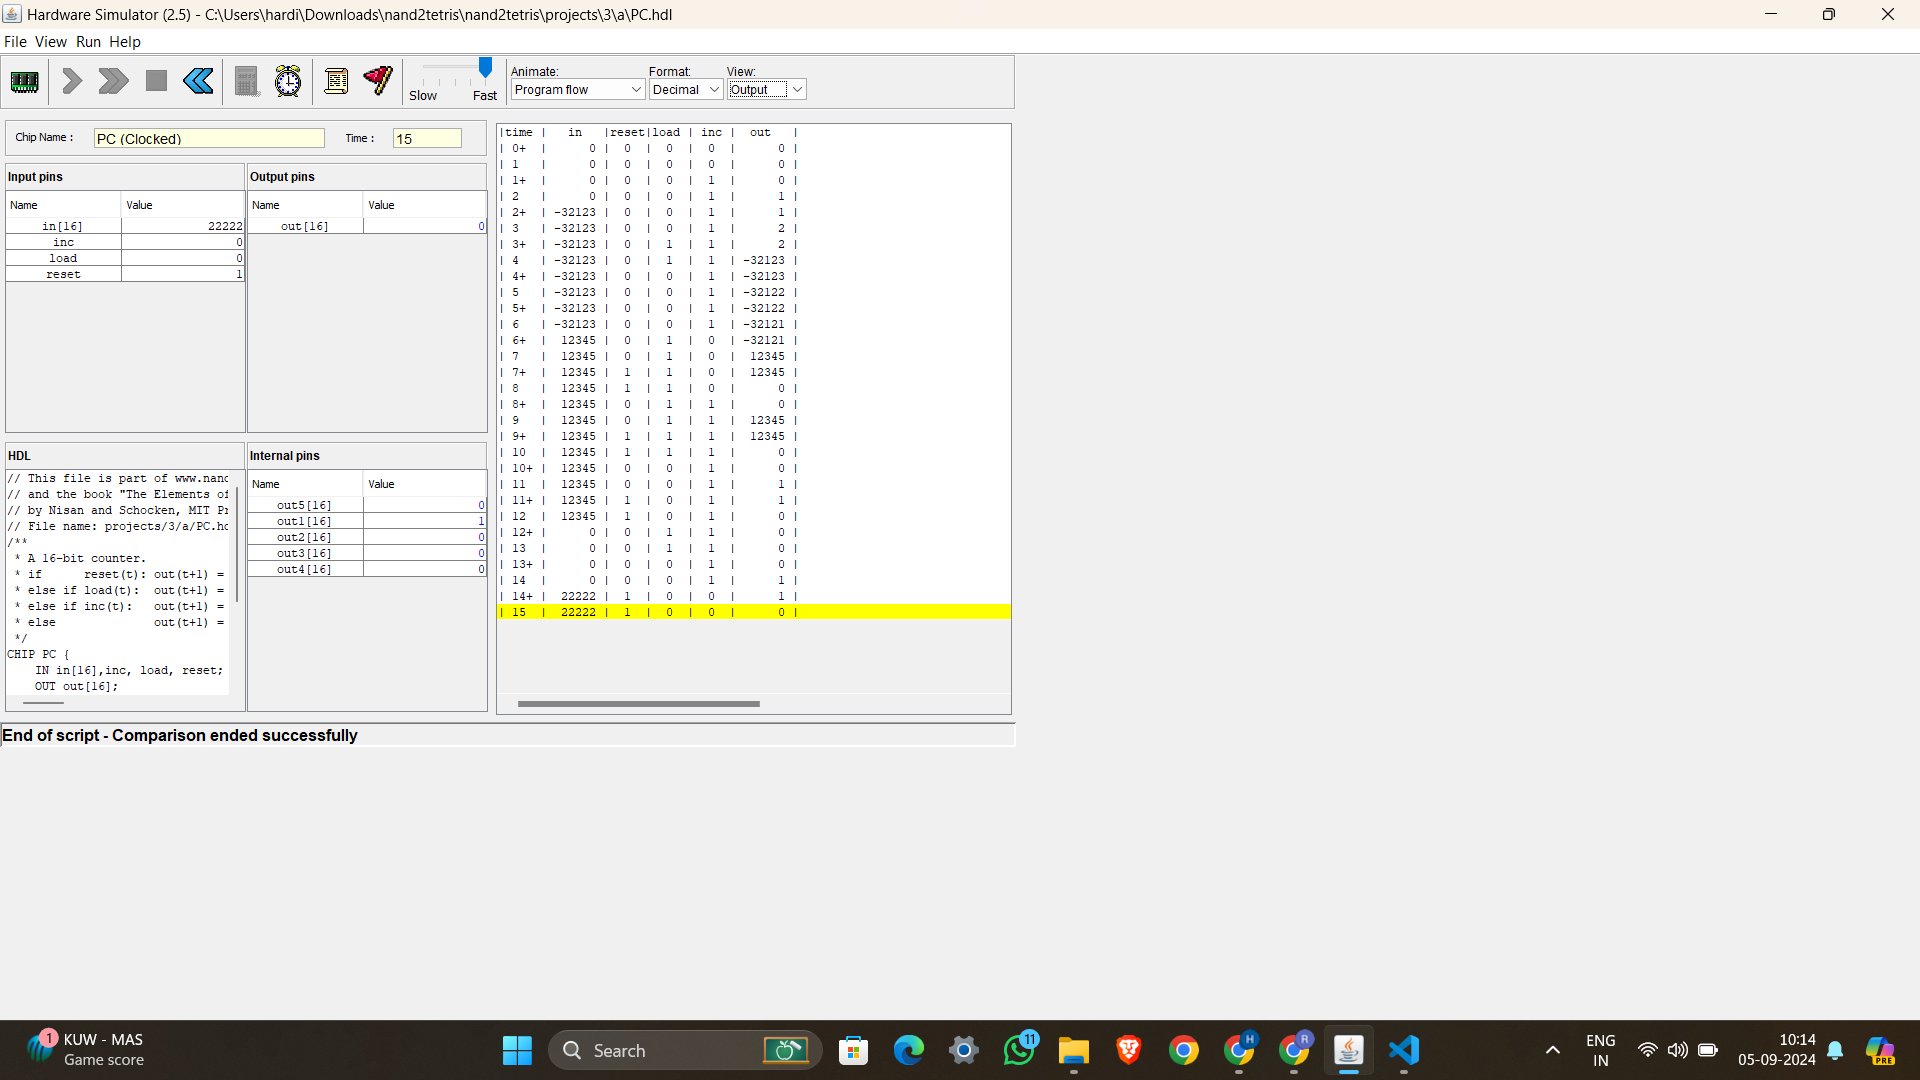 Hardware Simulator (2.5) - C:\Users\hardi\Downloads\nand2tetris\nand2tetris\projects\3\a\PC.hdl
File View Run Help
Slow Fast
Animate: Format: View:
Program flow Decimal Output
Chip Name : PC (Clocked) Time : 15
Input pins
Name Value
in[16] 22222
inc 0
load 0
reset 1
Output pins
Name Value
out[16] 0
HDL
// This file is part of www.nand
// and the book "The Elements of
// by Nisan and Schocken, MIT Pr
// File name: projects/3/a/PC.hd
/**
* A 16-bit counter.
* if reset(t): out(t+1) =
* else if load(t): out(t+1) =
* else if inc(t): out(t+1) =
* else out(t+1) =
*/
CHIP PC {
IN in[16],inc, load, reset;
OUT out[16];
Internal pins
Name Value
out5[16] 0
out1[16] 1
out2[16] 0
out3[16] 0
out4[16] 0
|time | in |reset|load | inc | out |
| 0+ | 0 | 0 | 0 | 0 | 0 |
| 1 | 0 | 0 | 0 | 0 | 0 |
| 1+ | 0 | 0 | 0 | 1 | 0 |
| 2 | 0 | 0 | 0 | 1 | 1 |
| 2+ | -32123 | 0 | 0 | 1 | 1 |
| 3 | -32123 | 0 | 0 | 1 | 2 |
| 3+ | -32123 | 0 | 1 | 1 | 2 |
| 4 | -32123 | 0 | 1 | 1 | -32123 |
| 4+ | -32123 | 0 | 0 | 1 | -32123 |
| 5 | -32123 | 0 | 0 | 1 | -32122 |
| 5+ | -32123 | 0 | 0 | 1 | -32122 |
| 6 | -32123 | 0 | 0 | 1 | -32121 |
| 6+ | 12345 | 0 | 1 | 0 | -32121 |
| 7 | 12345 | 0 | 1 | 0 | 12345 |
| 7+ | 12345 | 1 | 1 | 0 | 12345 |
| 8 | 12345 | 1 | 1 | 0 | 0 |
| 8+ | 12345 | 0 | 1 | 1 | 0 |
| 9 | 12345 | 0 | 1 | 1 | 12345 |
| 9+ | 12345 | 1 | 1 | 1 | 12345 |
| 10 | 12345 | 1 | 1 | 1 | 0 |
| 10+ | 12345 | 0 | 0 | 1 | 0 |
| 11 | 12345 | 0 | 0 | 1 | 1 |
| 11+ | 12345 | 1 | 0 | 1 | 1 |
| 12 | 12345 | 1 | 0 | 1 | 0 |
| 12+ | 0 | 0 | 1 | 1 | 0 |
| 13 | 0 | 0 | 1 | 1 | 0 |
| 13+ | 0 | 0 | 0 | 1 | 0 |
| 14 | 0 | 0 | 0 | 1 | 1 |
| 14+ | 22222 | 1 | 0 | 0 | 1 |
| 15 | 22222 | 1 | 0 | 0 | 0 |
End of script - Comparison ended successfully
1
KUW - MAS
Game score
Search
11
H
R
ENG
IN
10:14
05-09-2024
PRE